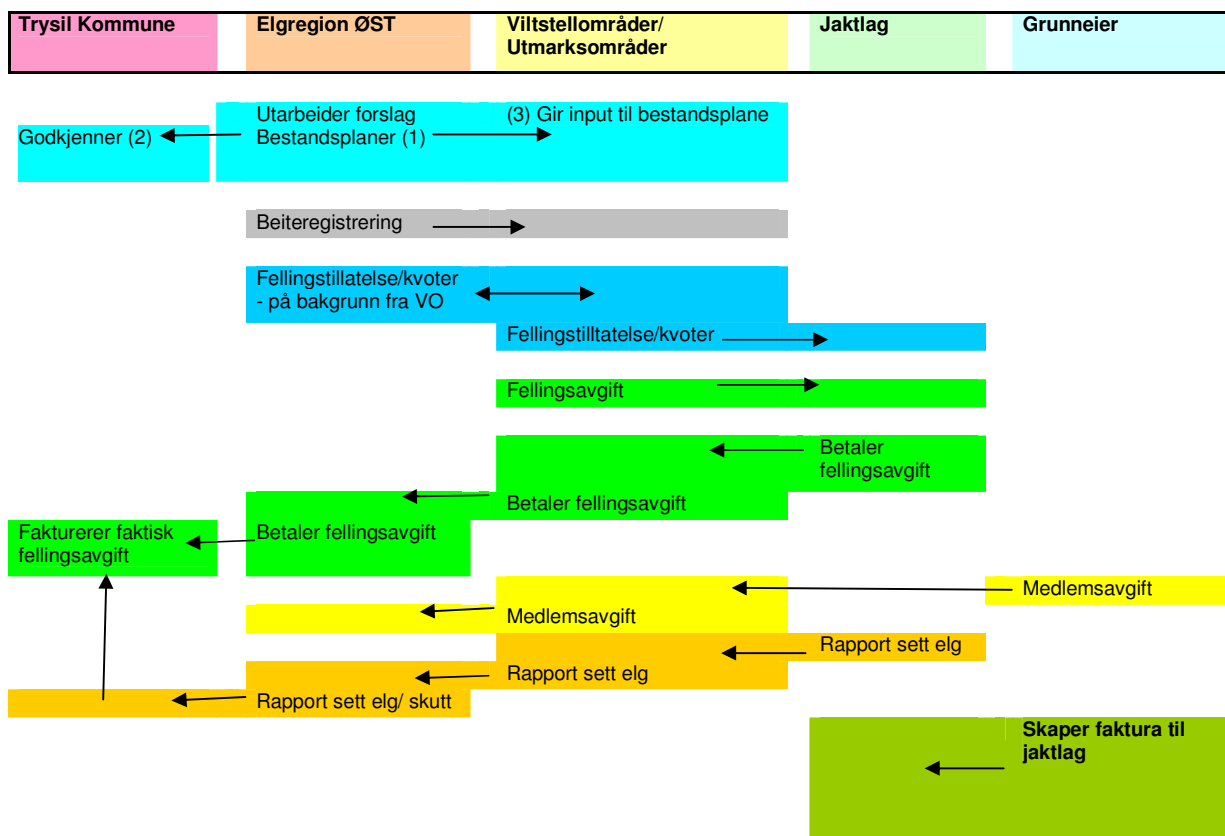 Trysil Kommune
Elgregion ØST
Viltstellområder/
Utmarksområder
Jaktlag
Grunneier
Utarbeider forslag
Bestandsplaner (1)
(3) Gir input til bestandsplane
Godkjenner (2)
Beiteregistrering
Fellingstillatelse/kvoter
- på bakgrunn fra VO
Fellingstilltatelse/kvoter
Fellingsavgift
Betaler
fellingsavgift
Betaler fellingsavgift
Fakturerer faktisk
fellingsavgift
Betaler fellingsavgift
Medlemsavgift
Medlemsavgift
Rapport sett elg
Rapport sett elg
Rapport sett elg/ skutt
Skaper faktura til
jaktlag